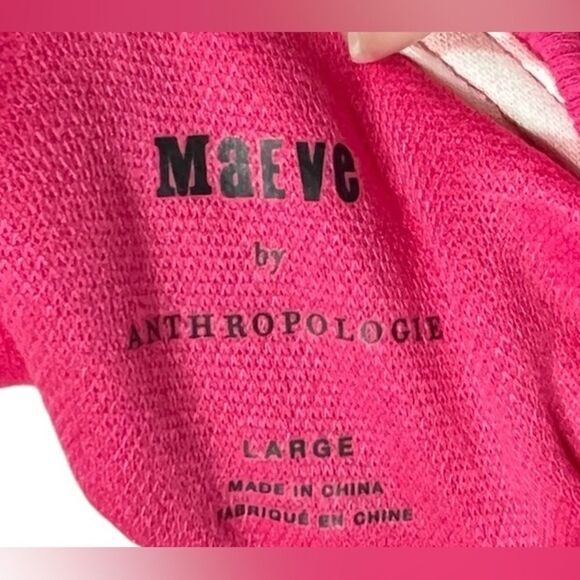 MaEve
by
ANTHROPOLOGIE
LARGE
MADE IN CHINA
FABRIQUÉ EN CHINE